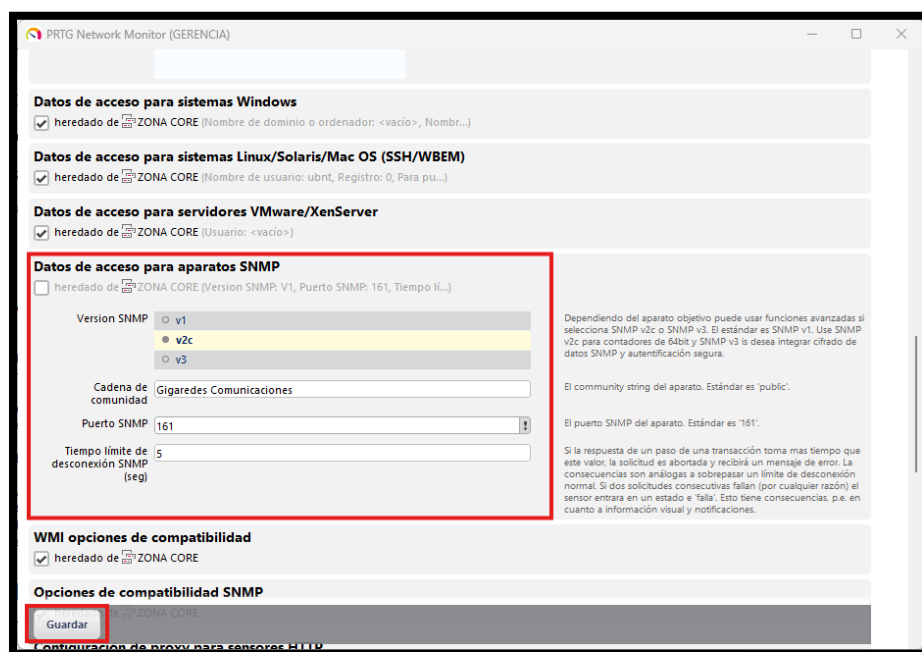 PRTG Network Monitor (GERENCIA)
Datos de acceso para sistemas Windows
heredado de ZONA CORE (Nombre de dominio o ordenador: <vacío>, Nombr...)
Datos de acceso para sistemas Linux/Solaris/Mac OS (SSH/WBEM)
heredado de ZONA CORE (Nombre de usuario: ubnt, Registro: 0, Para pu...)
Datos de acceso para servidores VMware/XenServer
heredado de ZONA CORE (Usuario: <vacío>)
Datos de acceso para aparatos SNMP
heredado de ZONA CORE (Version SNMP: V1, Puerto SNMP: 161, Tiempo lí...)
Version SNMP
v1
v2c
v3
Dependiendo del aparato objetivo puede usar funciones avanzadas si
selecciona SNMP v2c o SNMP v3. El estándar es SNMP v1. Use SNMP
v2c para contadores de 64bit y SNMP v3 is desea integrar cifrado de
datos SNMP y autentificación segura.
Cadena de
comunidad
Gigaredes Comunicaciones
El community string del aparato. Estándar es 'public'.
Puerto SNMP
161
El puerto SNMP del aparato. Estándar es '161'.
Tiempo límite de
desconexión SNMP
(seg)
5
Si la respuesta de un paso de una transacción toma mas tiempo que
este valor, la solicitud es abortada y recibirá un mensaje de error. La
consecuencias son análogas a sobrepasar un límite de desconexión
normal. Si dos solicitudes consecutivas fallan (por cualquier razón) el
sensor entrara en un estado e 'falla'. Esto tiene consecuencias, p.e. en
cuanto a información visual y notificaciones.
WMI opciones de compatibilidad
heredado de ZONA CORE
Opciones de compatibilidad SNMP
heredado de ZONA CORE
Guardar
Configuración de proxy para sensores HTTP